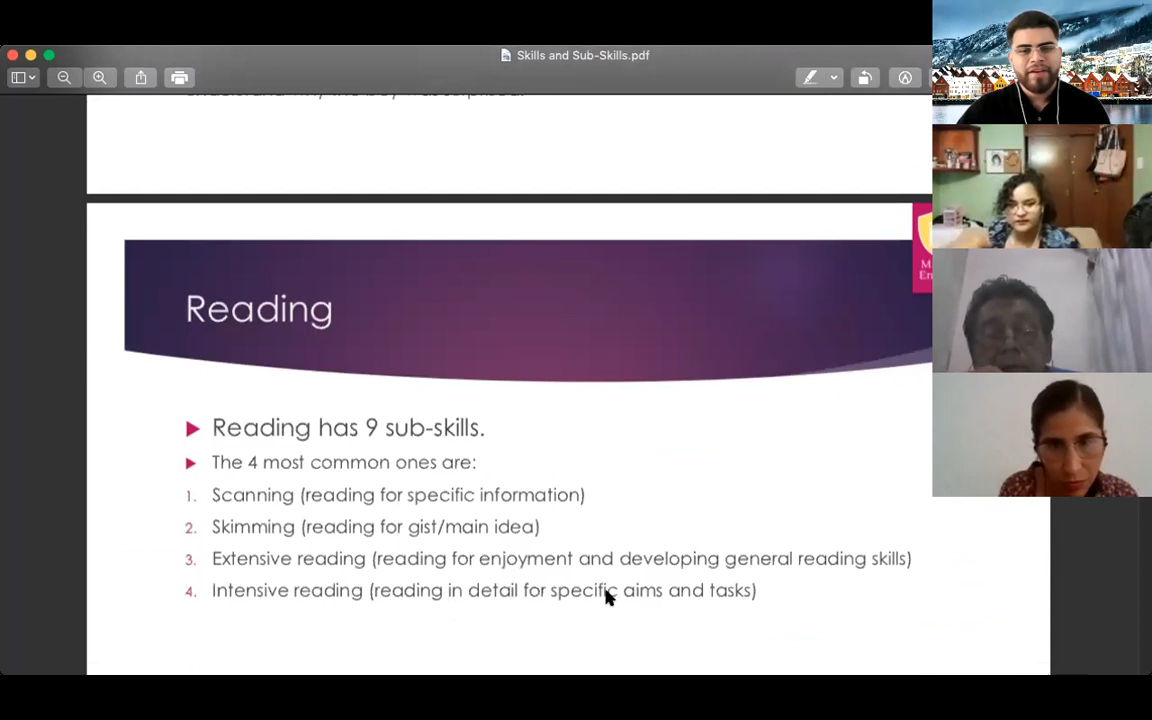 Skills and Sub-Skills.pdf
Reading
Reading has 9 sub-skills.
The 4 most common ones are:
1. Scanning (reading for specific information)
2. Skimming (reading for gist/main idea)
3. Extensive reading (reading for enjoyment and developing general reading skills)
4. Intensive reading (reading in detail for specific aims and tasks)